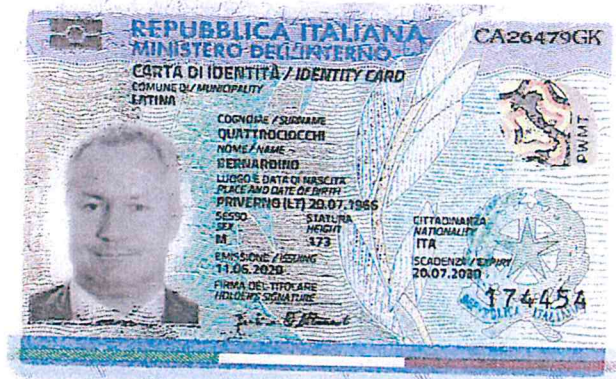 REPUBBLICA ITALIANA
MINISTERO DELL'INTERNO
CA26479GK
CARTA DI IDENTITÀ / IDENTITY CARD
COMUNE DI / MUNICIPALITY
LATINA
COGNOME / SURNAME
QUATTROCIOCCHI
NOME / NAME
BERNARDINO
LUOGO E DATA DI NASCITA
PLACE AND DATE OF BIRTH
PRIVERNO (LT) 20.07.1966
SESSO STATURA CITTADINANZA
SEX HEIGHT NATIONALITY
M 173 ITA
EMISSIONE / ISSUING SCADENZA / EXPIRY
11.06.2020 20.07.2030
FIRMA DEL TITOLARE
HOLDER'S SIGNATURE
174454
PWMT